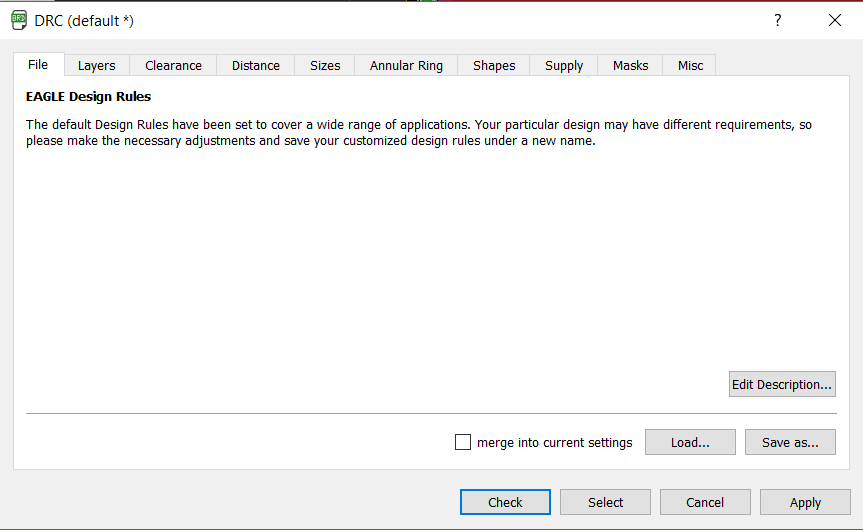 BRD DRC (default *) ?
File Layers Clearance Distance Sizes Annular Ring Shapes Supply Masks Misc
EAGLE Design Rules
The default Design Rules have been set to cover a wide range of applications. Your particular design may have different requirements, so
please make the necessary adjustments and save your customized design rules under a new name.
Edit Description...
merge into current settings Load... Save as...
Check Select Cancel Apply